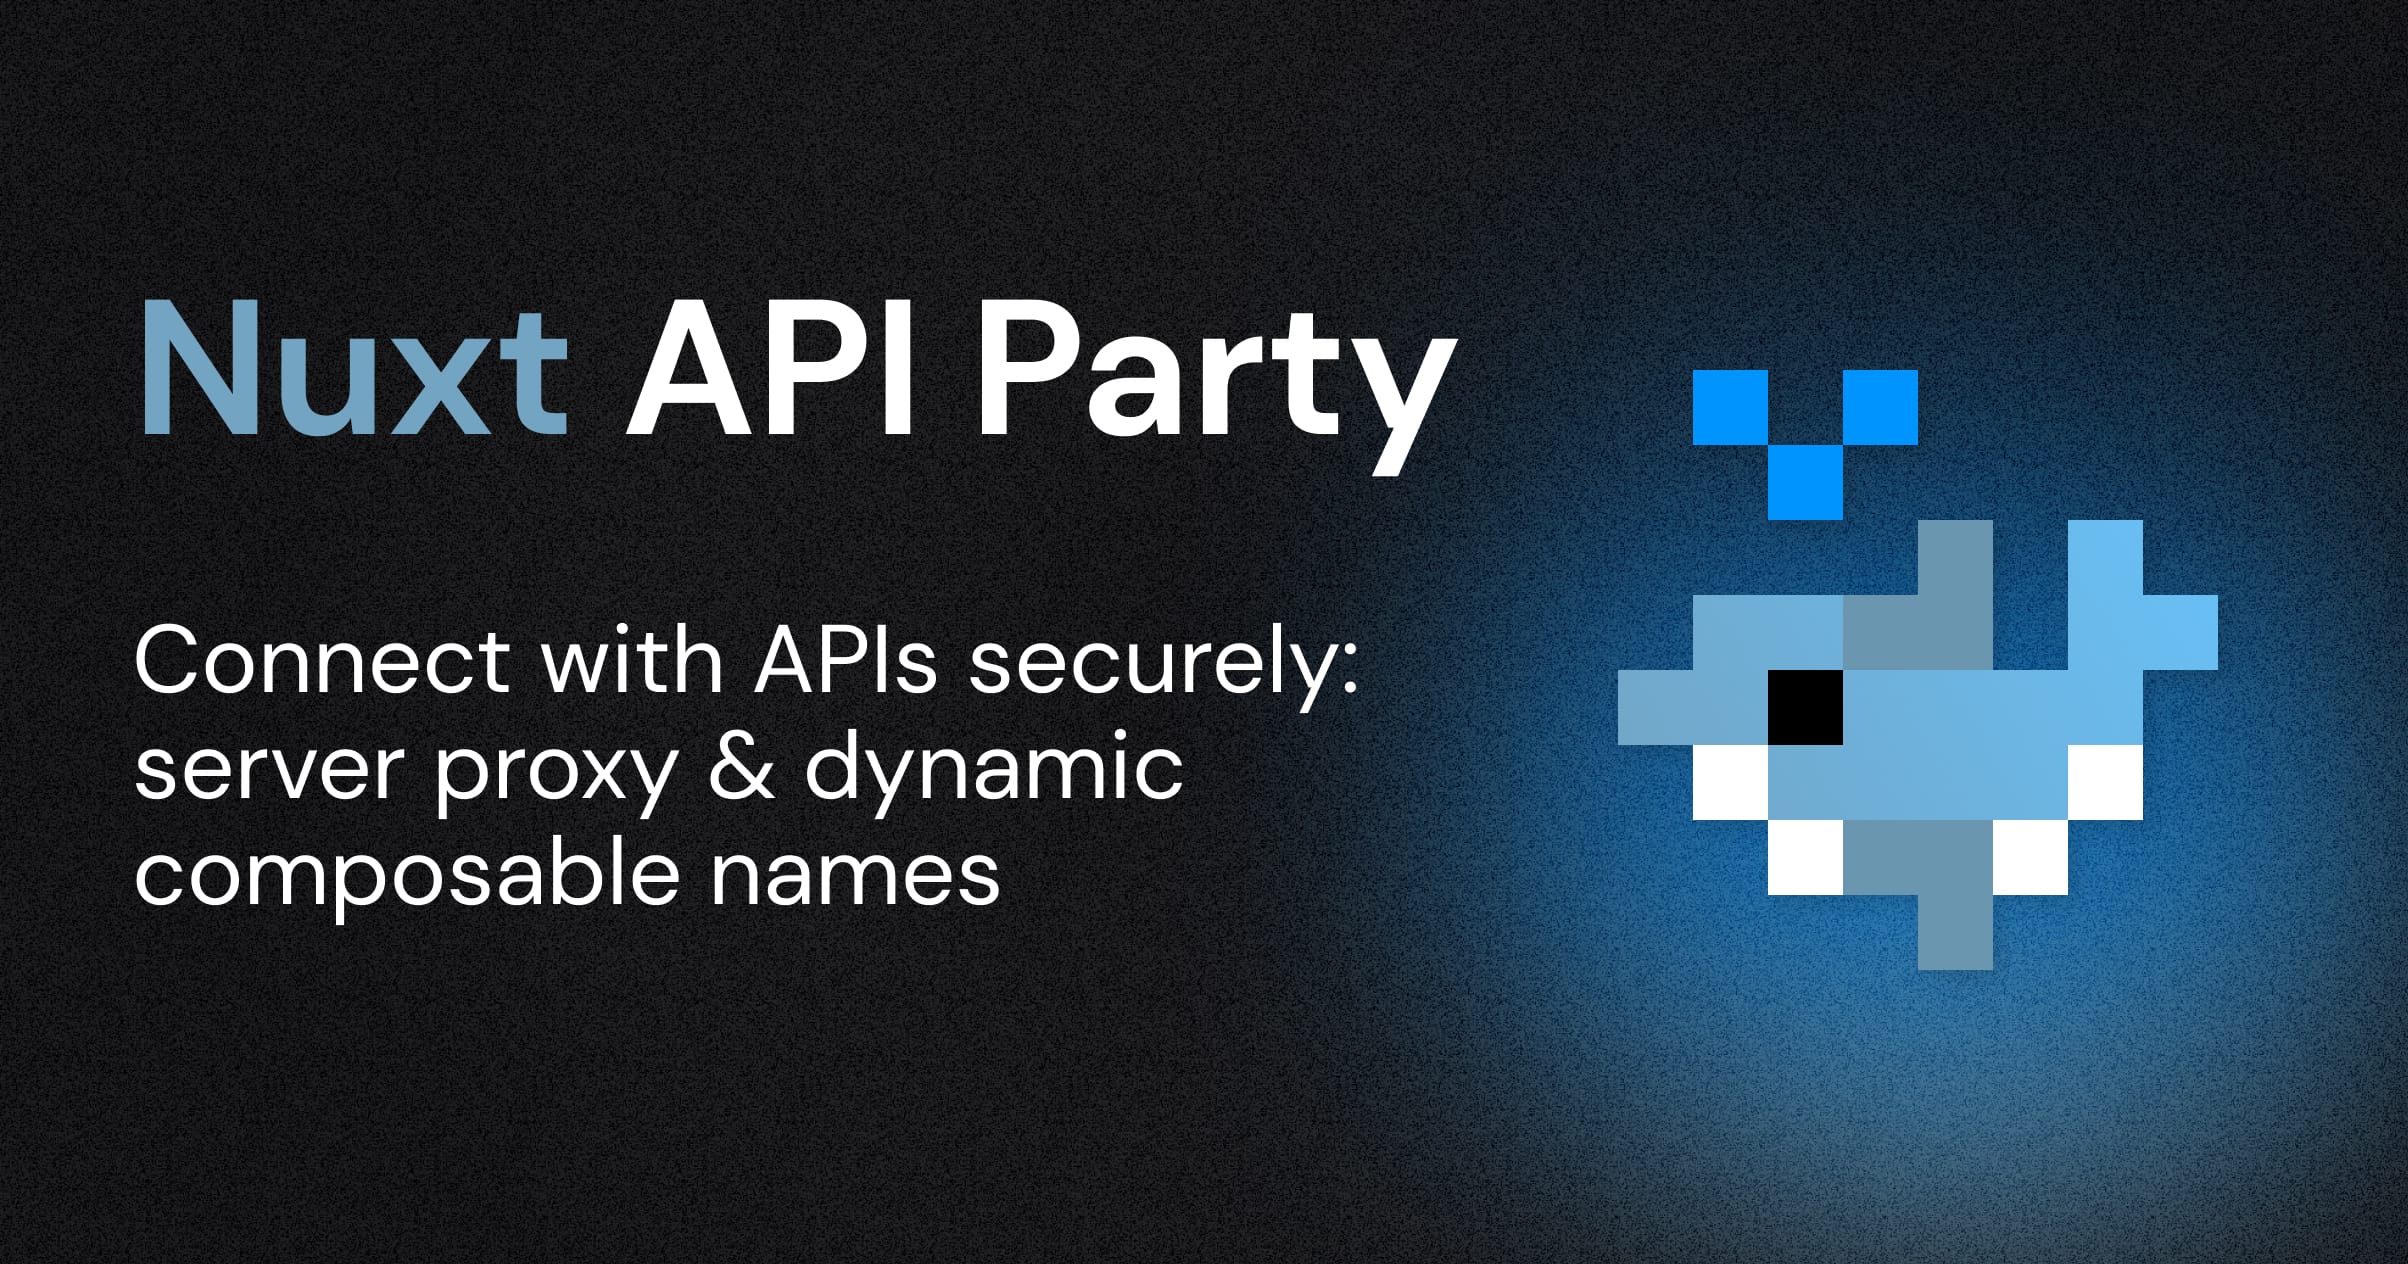 Nuxt API Party
Connect with APIs securely:
server proxy & dynamic
composable names